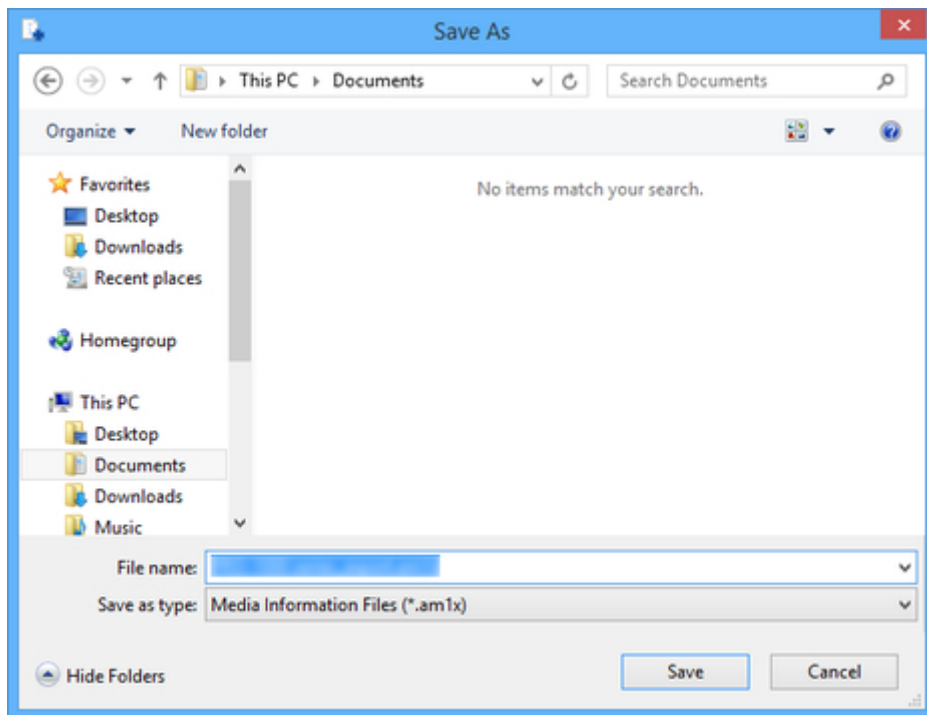 Save As
This PC Documents
Search Documents
Organize
New folder
Favorites
Desktop
Downloads
Recent places
Homegroup
This PC
Desktop
Documents
Downloads
Music
No items match your search.
File name:
Save as type: Media Information Files (*.am1x)
Hide Folders
Save
Cancel